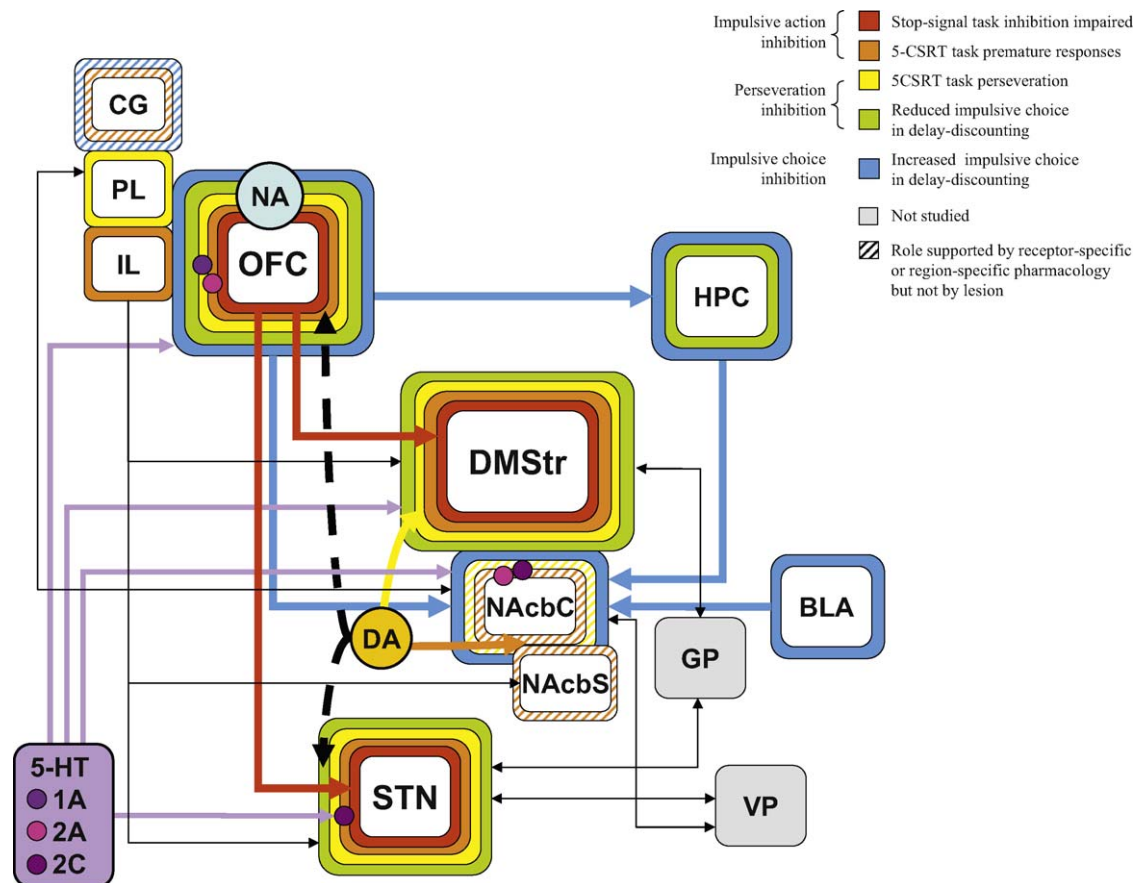 Impulsive action
inhibition
Stop-signal task inhibition impaired
5-CSRT task premature responses
Perseveration
inhibition
5CSRT task perseveration
Reduced impulsive choice
in delay-discounting
Impulsive choice
inhibition
Increased impulsive choice
in delay-discounting
Not studied
Role supported by receptor-specific
or region-specific pharmacology
but not by lesion
CG
PL
IL
NA
OFC
HPC
DMStr
NAcbC
BLA
DA
NAcbS
GP
STN
VP
5-HT
1A
2A
2C